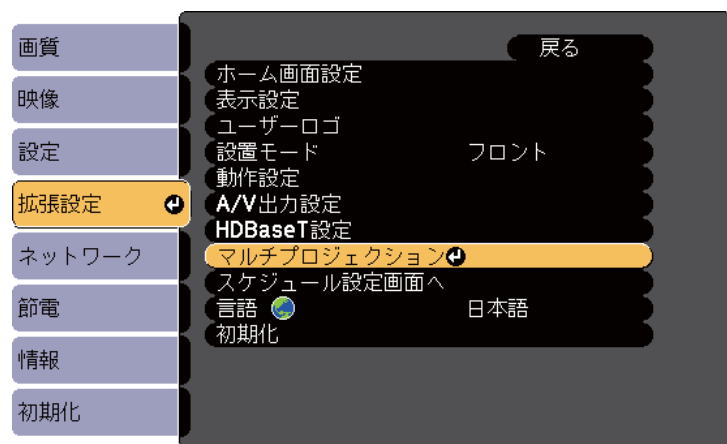 画質
映像
設定
拡張設定
ネットワーク
節電
情報
初期化
戻る
ホーム画面設定
表示設定
ユーザーロゴ
設置モード フロント
動作設定
A/V出力設定
HDBaseT設定
マルチプロジェクション
スケジュール設定画面へ
言語 日本語
初期化